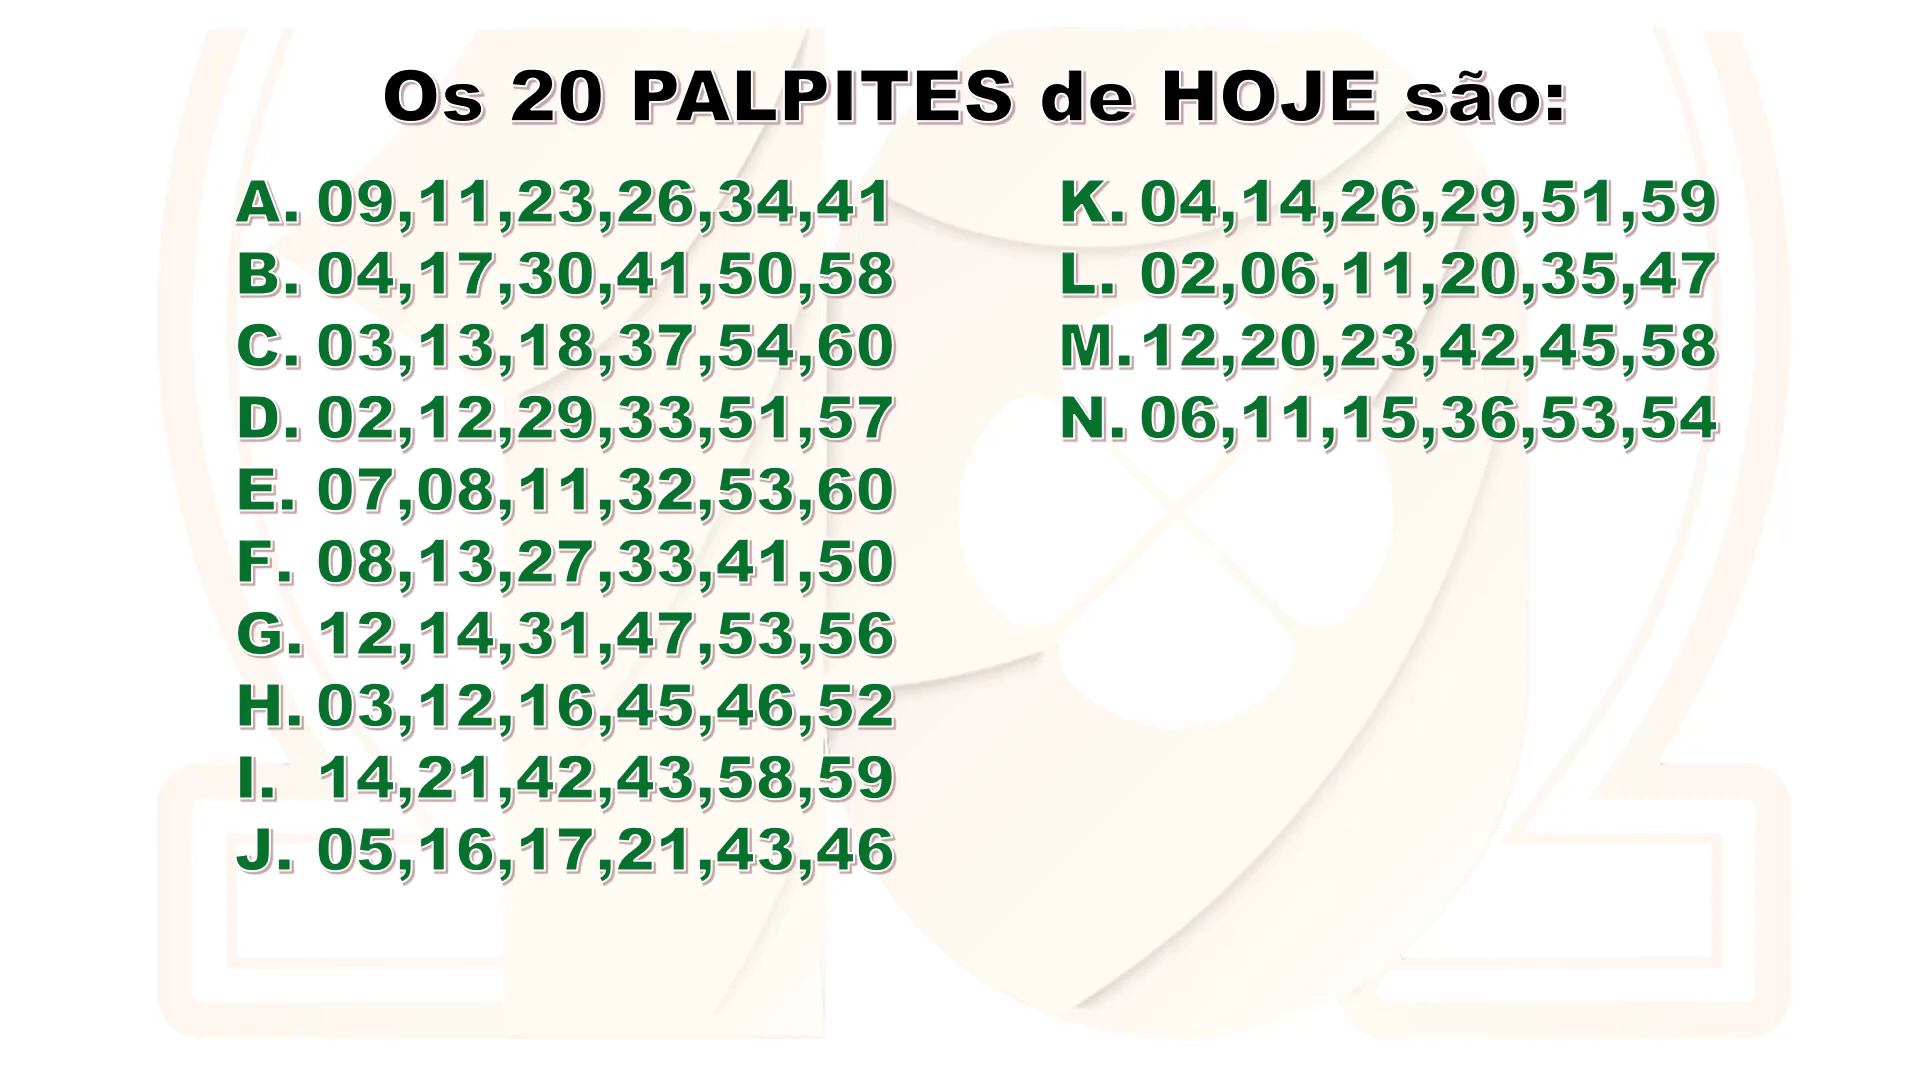 Os 20 PALPITES de HOJE são:
A. 09,11,23,26,34,41
B. 04,17,30,41,50,58
C. 03,13,18,37,54,60
D. 02,12,29,33,51,57
E. 07,08,11,32,53,60
F. 08,13,27,33,41,50
G. 12,14,31,47,53,56
H. 03,12,16,45,46,52
I. 14,21,42,43,58,59
J. 05,16,17,21,43,46
K. 04,14,26,29,51,59
L. 02,06,11,20,35,47
M. 12,20,23,42,45,58
N. 06,11,15,36,53,54